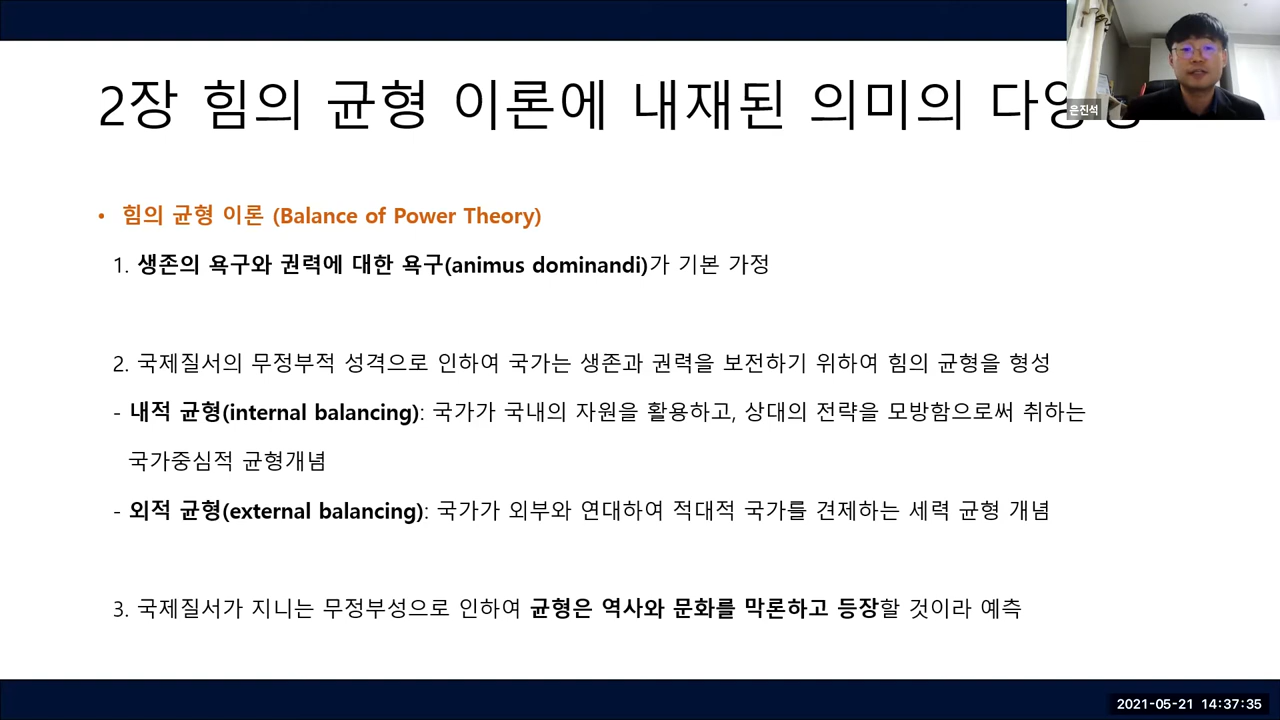 2장 힘의 균형 이론에 내재된 의미의
은진석
• 힘의 균형 이론 (Balance of Power Theory)
1. 생존의 욕구와 권력에 대한 욕구(animus dominandi)가 기본 가정
2. 국제질서의 무정부적 성격으로 인하여 국가는 생존과 권력을 보전하기 위하여 힘의 균형을 형성
- 내적 균형(internal balancing): 국가가 국내의 자원을 활용하고, 상대의 전략을 모방함으로써 취하는
국가중심적 균형개념
- 외적 균형(external balancing): 국가가 외부와 연대하여 적대적 국가를 견제하는 세력 균형 개념
3. 국제질서가 지니는 무정부성으로 인하여 균형은 역사와 문화를 막론하고 등장할 것이라 예측
2021-05-21 14:37:35